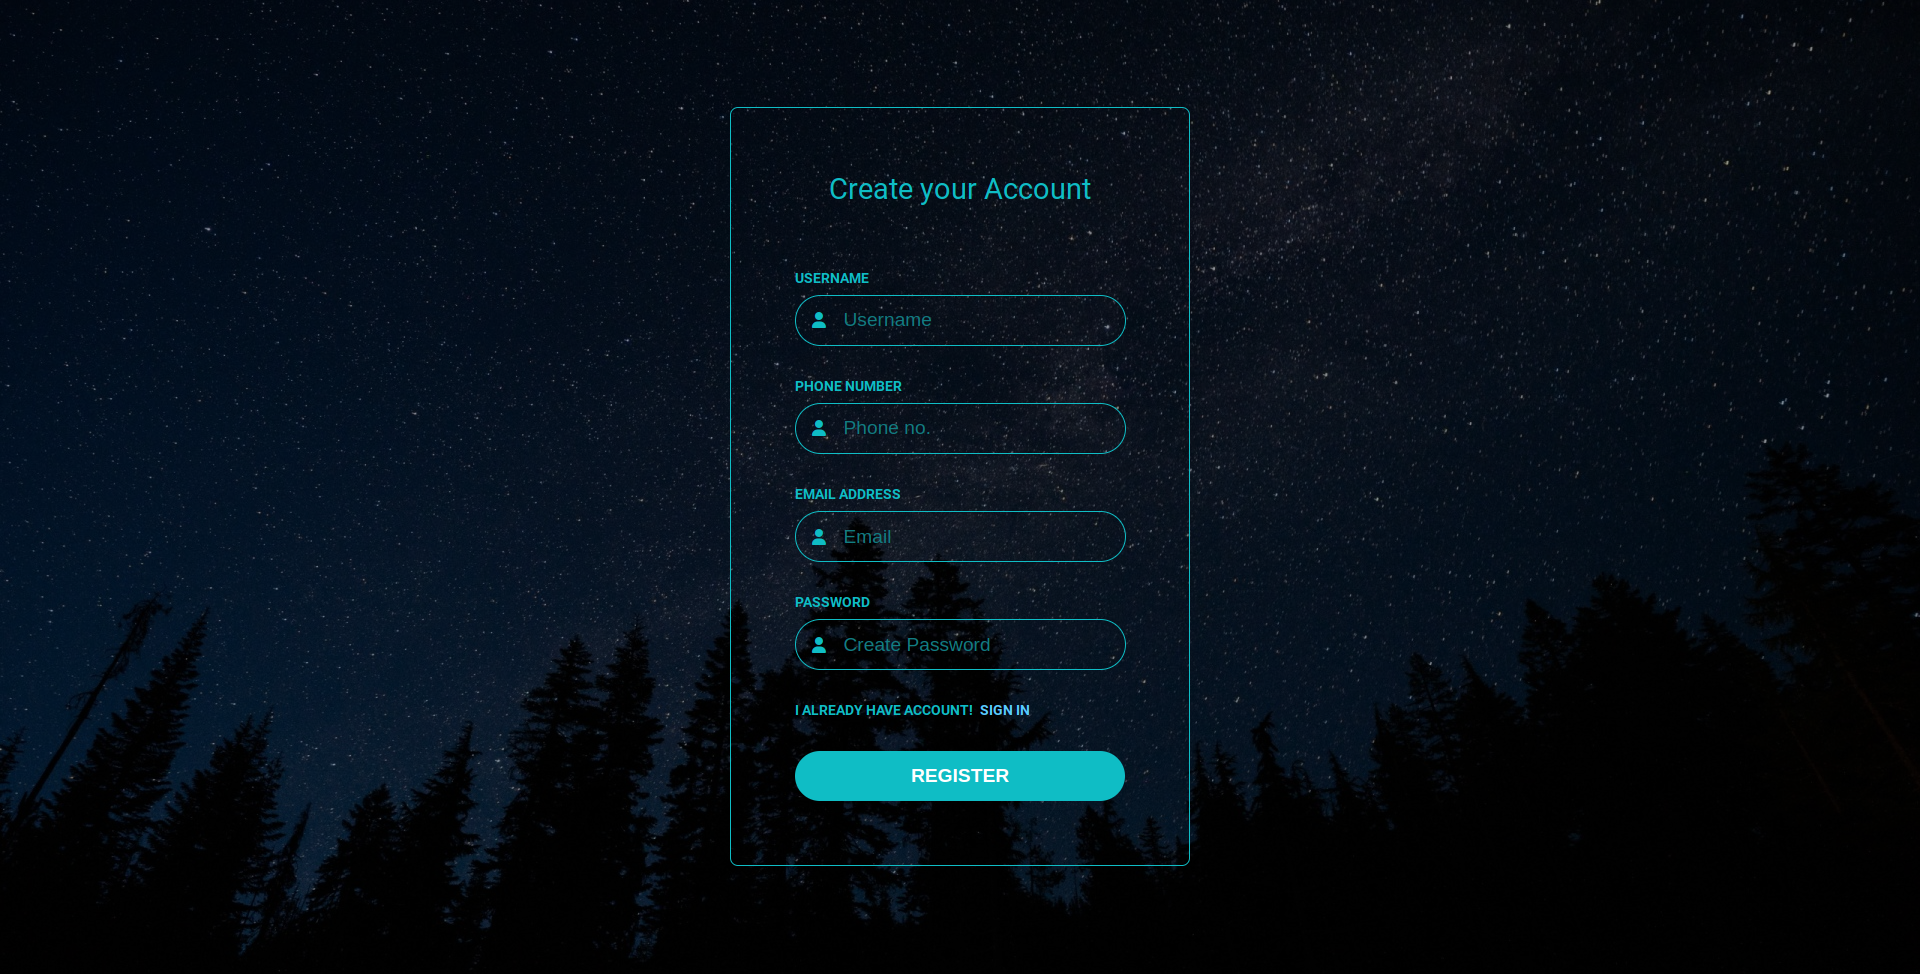 Create your Account
USERNAME
Username
PHONE NUMBER
Phone no.
EMAIL ADDRESS
Email
PASSWORD
Create Password
I ALREADY HAVE ACCOUNT! SIGN IN
REGISTER